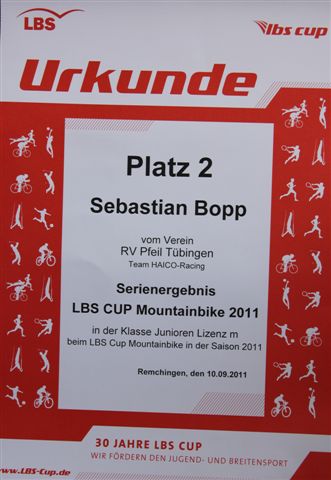 LBS
lbs cup
Urkunde
Platz 2
Sebastian Bopp
vom Verein
RV Pfeil Tübingen
Team HAICO-Racing
Serienergebnis
LBS CUP Mountainbike 2011
in der Klasse Junioren Lizenz m
beim LBS Cup Mountainbike in der Saison 2011
Remchingen, den 10.09.2011
30 JAHRE LBS CUP
WIR FÖRDERN DEN JUGEND- UND BREITENSPORT
www.LBS-Cup.de